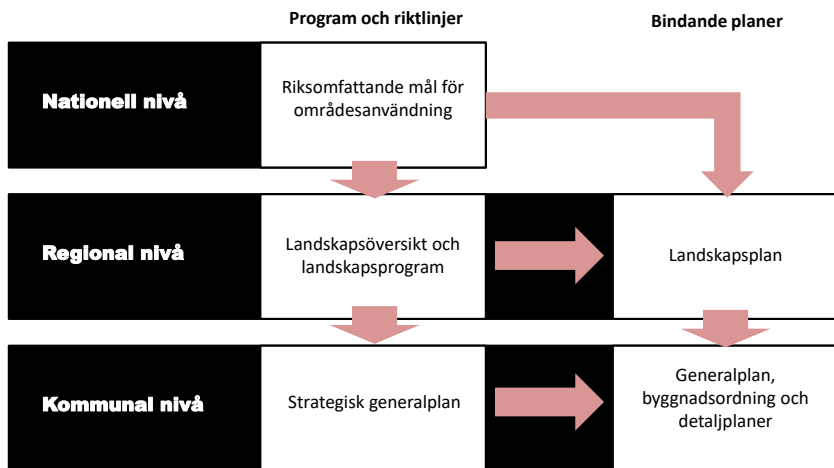 Program och riktlinjer
Bindande planer
Nationell nivå
Riksomfattande mål för
områdesanvändning
Regional nivå
Landskapsöversikt och
landskapsprogram
Landskapsplan
Kommunal nivå
Strategisk generalplan
Generalplan,
byggnadsordning och
detaljplaner